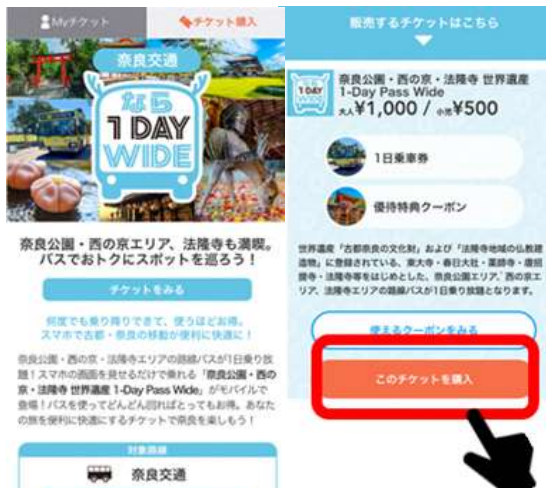 Myチケット
チケット購入
奈良交通
なら
1 DAY
WIDE
奈良公園・西の京エリア、法隆寺も満喫。
バスでおトクにスポットを巡ろう!
チケットをみる
何度でも乗り降りできて、使うほどお得。
スマホで古都・奈良の移動が便利に快適に!
奈良公園・西の京・法隆寺エリアの路線バスが1日乗り放
題!スマホの画面を見せるだけで乗れる「奈良公園・西の
京・法隆寺 世界遺産 1-Day Pass Wide」がモバイルで
登場!バスを使ってどんどん回ればとってもお得。あなた
の旅を便利に快適にするチケットで奈良を楽しもう!
対象路線
奈良交通
販売するチケットはこちら
なら
1 DAY
WIDE
奈良公園・西の京・法隆寺 世界遺産
1-Day Pass Wide
大人¥1,000 / 小児¥500
1日乗車券
優待特典クーポン
世界遺産「古都奈良の文化財」および「法隆寺地域の仏教建
造物」に登録されている、東大寺・春日大社・薬師寺・唐招
提寺・法隆寺等をはじめとした、奈良公園エリア、西の京エ
リア、法隆寺エリアの路線バスが1日乗り放題となります。
使えるクーポンをみる
このチケットを購入